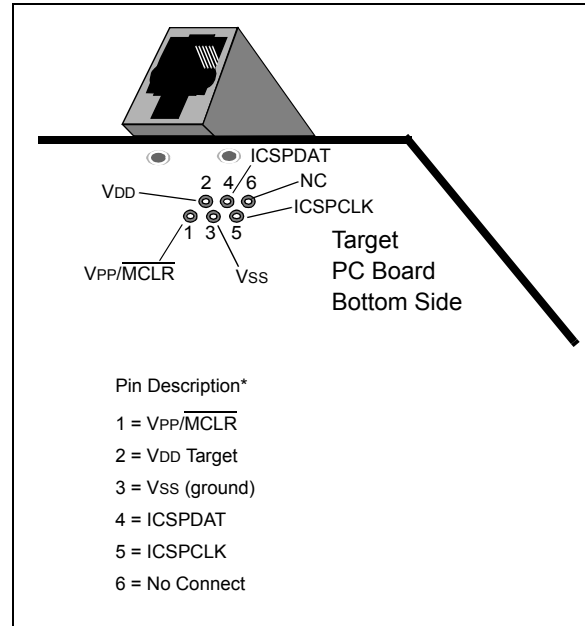 ICSPDAT
2 4 6 NC
VDD
ICSPCLK
1 3 5
Target
PC Board
Bottom Side
VPP/MCLR
Vss
Pin Description*
1 = VPP/MCLR
2 = VDD Target
3 = VSS (ground)
4 = ICSPDAT
5 = ICSPCLK
6 = No Connect